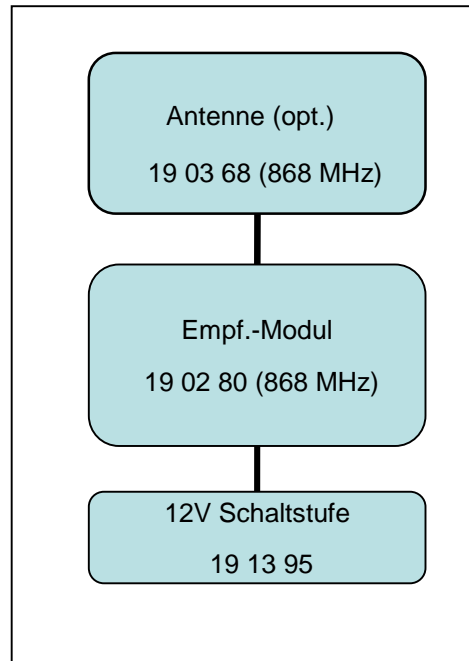 Antenne (opt.)
19 03 68 (868 MHz)
Empf.-Modul
19 02 80 (868 MHz)
12V Schaltstufe
19 13 95